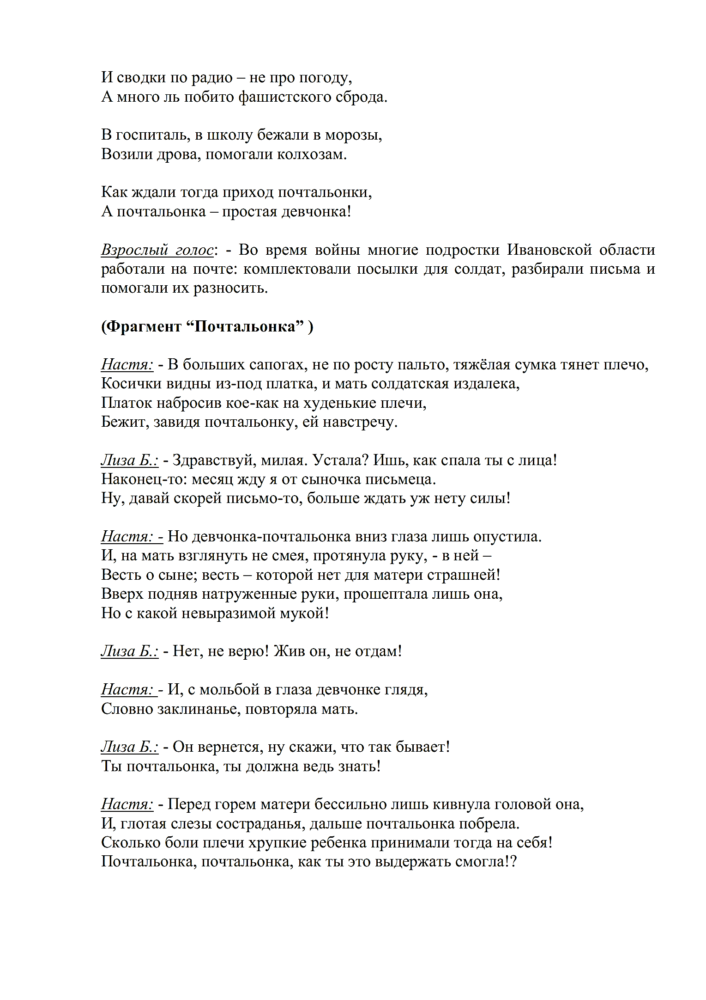 И сводки по радио – не про погоду,
А много ль побито фашистского сброда.
В госпиталь, в школу бежали в морозы,
Возили дрова, помогали колхозам.
Как ждали тогда приход почтальонки,
А почтальонка – простая девчонка!
Взрослый голос: - Во время войны многие подростки Ивановской области
работали на почте: комплектовали посылки для солдат, разбирали письма и
помогали их разносить.
(Фрагмент “Почтальонка” )
Настя: - В больших сапогах, не по росту пальто, тяжёлая сумка тянет плечо,
Косички видны из-под платка, и мать солдатская издалека,
Платок набросив кое-как на худенькие плечи,
Бежит, завидя почтальонку, ей навстречу.
Лиза Б.: - Здравствуй, милая. Устала? Ишь, как спала ты с лица!
Наконец-то: месяц жду я от сыночка письмеца.
Ну, давай скорей письмо-то, больше ждать уж нету силы!
Настя: - Но девчонка-почтальонка вниз глаза лишь опустила.
И, на мать взглянуть не смея, протянула руку, - в ней –
Весть о сыне; весть – которой нет для матери страшней!
Вверх подняв натруженные руки, прошептала лишь она,
Но с какой невыразимой мукой!
Лиза Б.: - Нет, не верю! Жив он, не отдам!
Настя: - И, с мольбой в глаза девчонке глядя,
Словно заклинанье, повторяла мать.
Лиза Б.: - Он вернется, ну скажи, что так бывает!
Ты почтальонка, ты должна ведь знать!
Настя: - Перед горем матери бессильно лишь кивнула головой она,
И, глотая слезы состраданья, дальше почтальонка побрела.
Сколько боли плечи хрупкие ребенка принимали тогда на себя!
Почтальонка, почтальонка, как ты это выдержать смогла!?